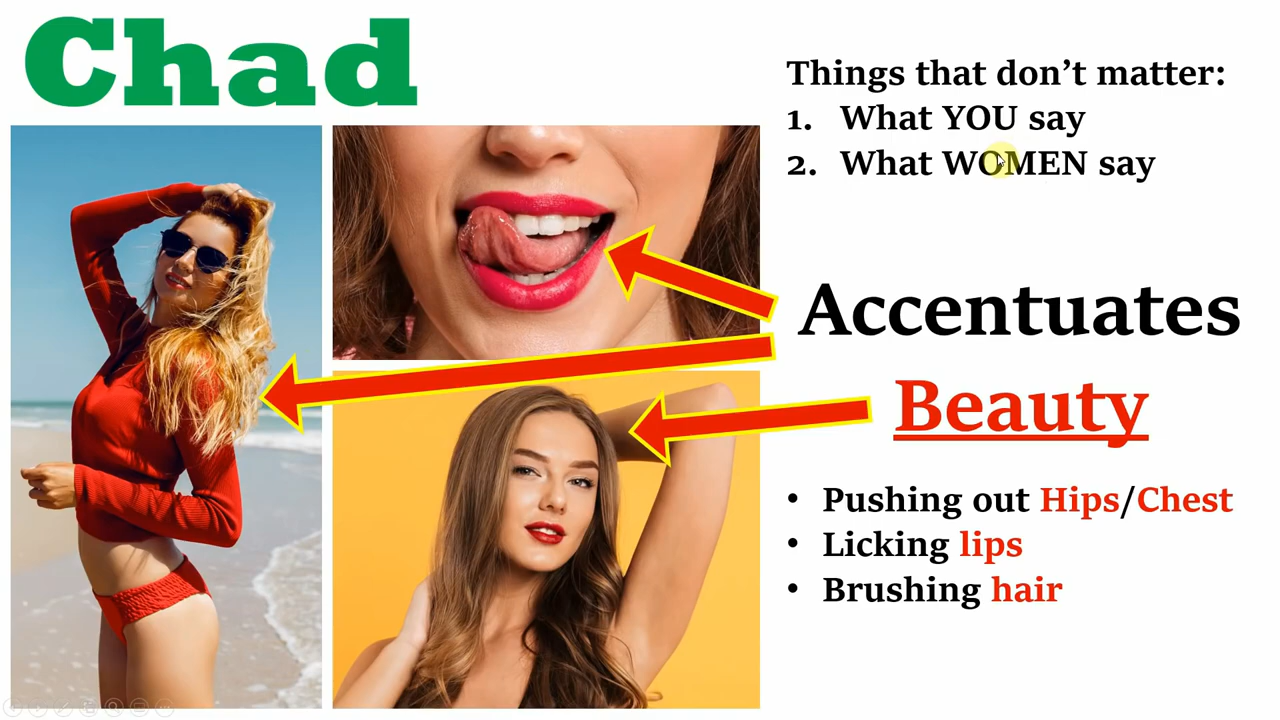 Chad
Things that don’t matter:
1. What YOU say
2. What WOMEN say
Accentuates
Beauty
• Pushing out Hips/Chest
• Licking lips
• Brushing hair